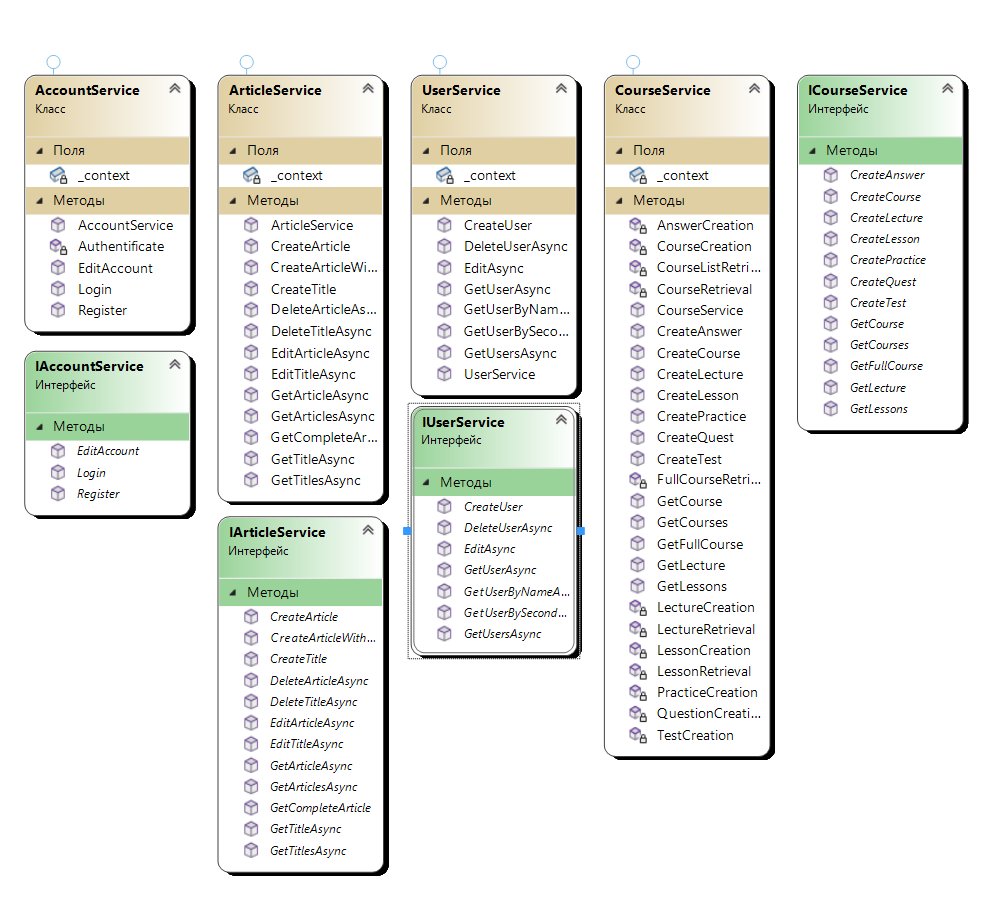 AccountService
Класс
Поля
_context
Методы
AccountService
Authentificate
EditAccount
Login
Register
IAccountService
Интерфейс
Методы
EditAccount
Login
Register
ArticleService
Класс
Поля
_context
Методы
ArticleService
CreateArticle
CreateArticleWi...
CreateTitle
DeleteArticleAs...
DeleteTitleAsync
EditArticleAsync
EditTitleAsync
GetArticleAsync
GetArticlesAsync
GetCompleteAr...
GetTitleAsync
GetTitlesAsync
IArticleService
Интерфейс
Методы
CreateArticle
CreateArticleWith...
CreateTitle
DeleteArticleAsync
DeleteTitleAsync
EditArticleAsync
EditTitleAsync
GetArticleAsync
GetArticlesAsync
GetCompleteArticle
GetTitleAsync
GetTitlesAsync
UserService
Класс
Поля
_context
Методы
CreateUser
DeleteUserAsync
EditAsync
GetUserAsync
GetUserByNam...
GetUserBySeco...
GetUsersAsync
UserService
IUserService
Интерфейс
Методы
CreateUser
DeleteUserAsync
EditAsync
GetUserAsync
GetUserByNameA...
GetUserBySecond...
GetUsersAsync
CourseService
Класс
Поля
_context
Методы
AnswerCreation
CourseCreation
CourseListRetri...
CourseRetrieval
CourseService
CreateAnswer
CreateCourse
CreateLecture
CreateLesson
CreatePractice
CreateQuest
CreateTest
FullCourseRetri...
GetCourse
GetCourses
GetFullCourse
GetLecture
GetLessons
LectureCreation
LectureRetrieval
LessonCreation
LessonRetrieval
PracticeCreation
QuestionCreati...
TestCreation
ICourseService
Интерфейс
Методы
CreateAnswer
CreateCourse
CreateLecture
CreateLesson
CreatePractice
CreateQuest
CreateTest
GetCourse
GetCourses
GetFullCourse
GetLecture
GetLessons